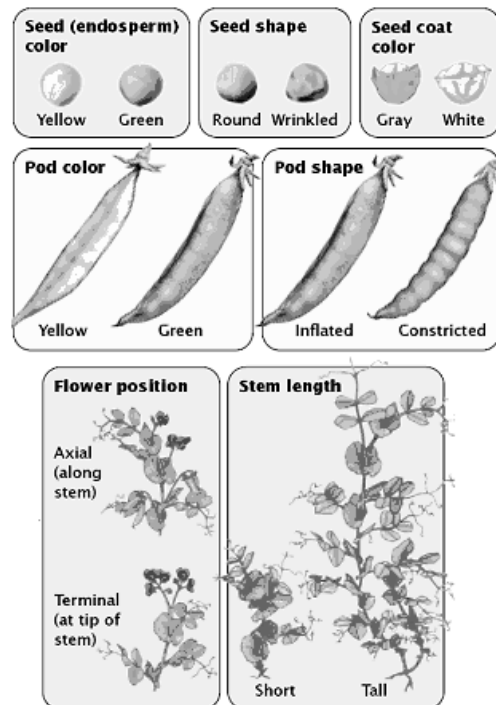 Seed (endosperm)
color
Yellow Green
Seed shape
Round Wrinkled
Seed coat
color
Gray White
Pod color
Yellow Green
Pod shape
Inflated Constricted
Flower position
Axial
(along
stem)
Terminal
(at tip of
stem)
Stem length
Short Tall